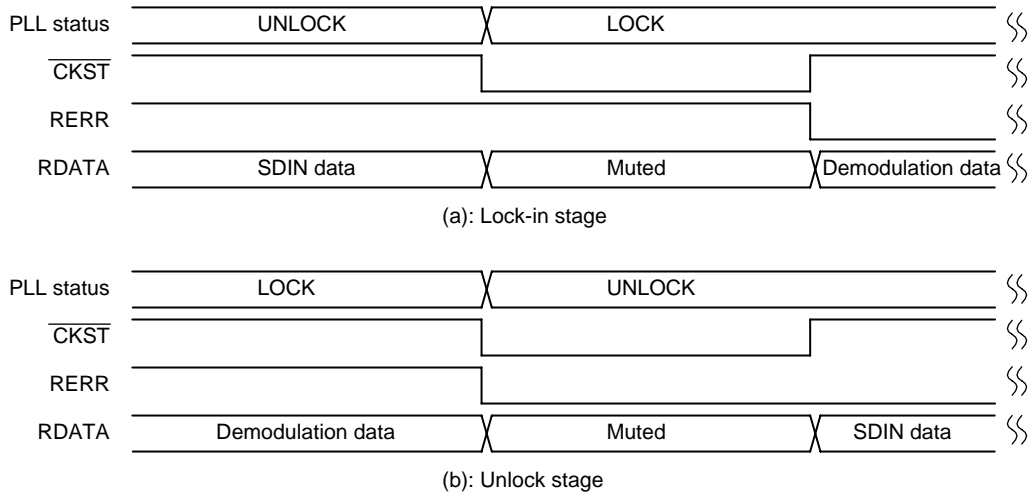 PLL status UNLOCK LOCK
CKST
RERR
RDATA SDIN data Muted Demodulation data
(a): Lock-in stage
PLL status LOCK UNLOCK
CKST
RERR
RDATA Demodulation data Muted SDIN data
(b): Unlock stage